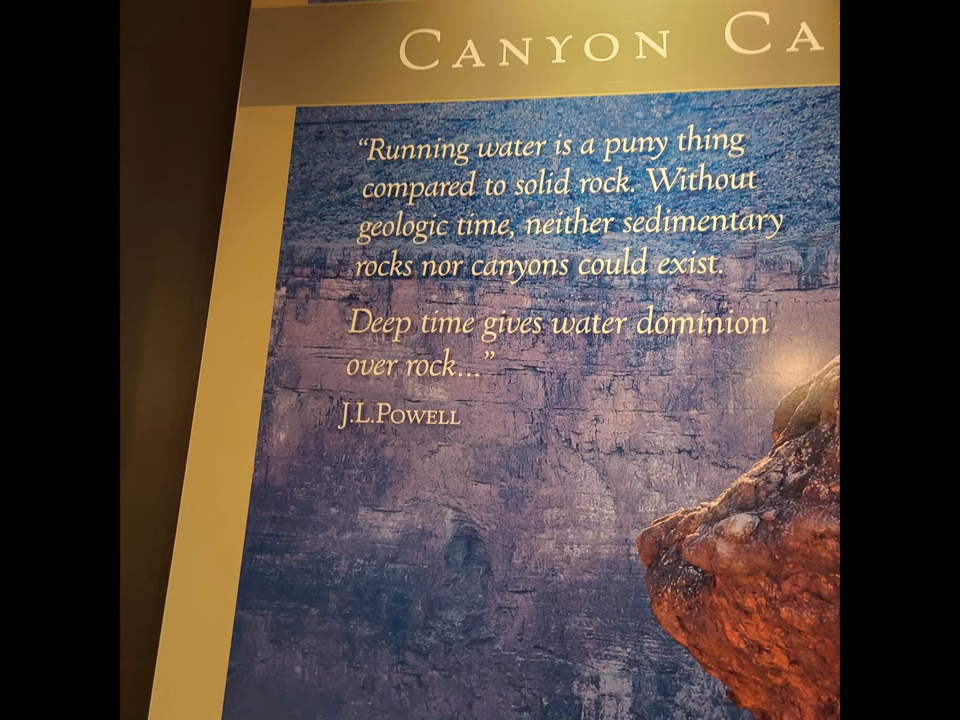 CANYON CA
“Running water is a puny thing
compared to solid rock. Without
geologic time, neither sedimentary
rocks nor canyons could exist.
Deep time gives water dominion
over rock...”
J.L.POWELL